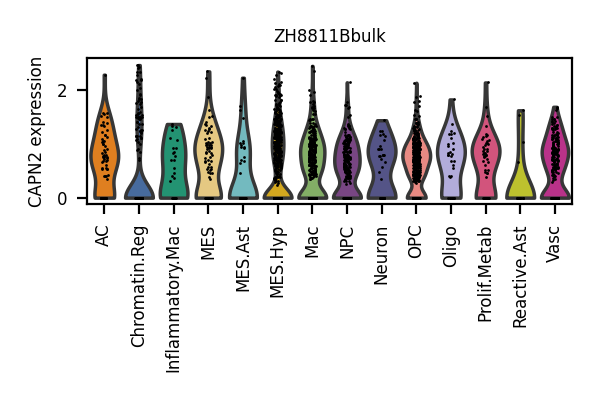 ZH8811Bbulk
CAPN2 expression
2
0
AC
Chromatin.Reg
Inflammatory.Mac
MES
MES.Ast
MES.Hyp
Mac
NPC
Neuron
OPC
Oligo
Prolif.Metab
Reactive.Ast
Vasc